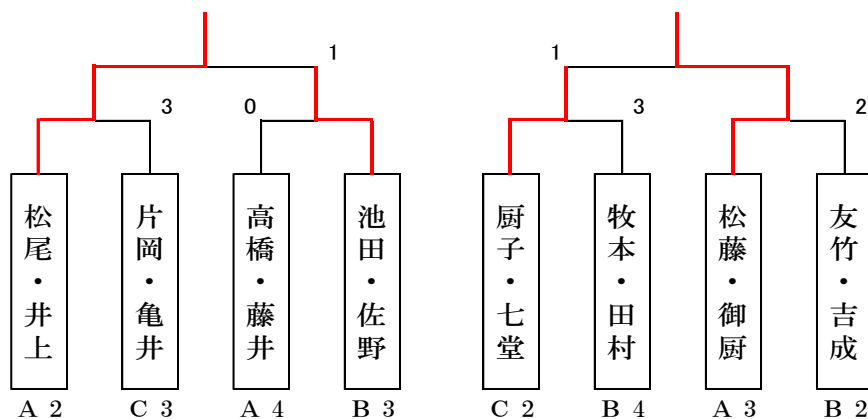 1
1
3
0
3
2
松尾・井上
片岡・亀井
高橋・藤井
池田・佐野
厨子・七堂
牧本・田村
松藤・御厨
友竹・吉成
A 2
C 3
A 4
B 3
C 2
B 4
A 3
B 2